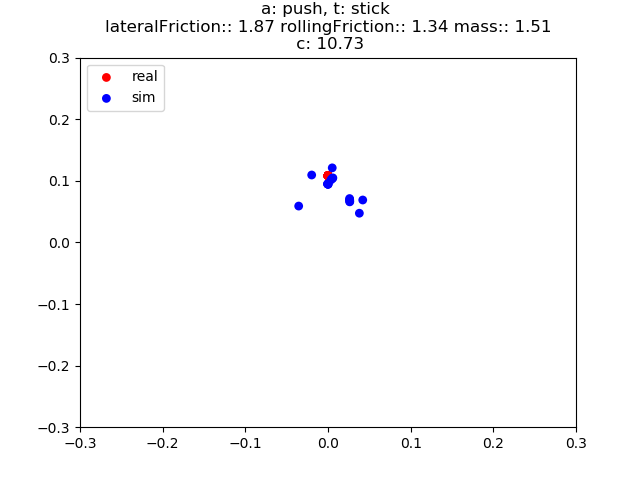 a: push, t: stick
lateralFriction:: 1.87 rollingFriction:: 1.34 mass:: 1.51
c: 10.73
real
sim
0.3
0.2
0.1
0.0
−0.1
−0.2
−0.3
−0.3 −0.2 −0.1 0.0 0.1 0.2 0.3